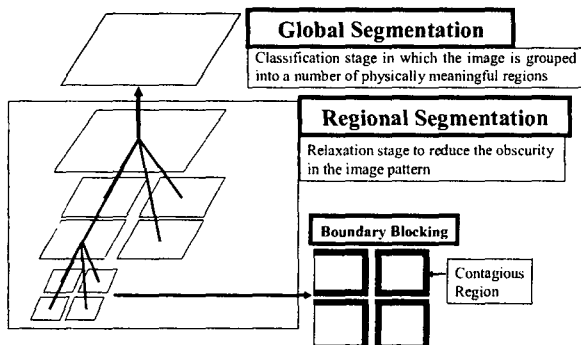 Global Segmentation
Classification stage in which the image is grouped
into a number of physically meaningful regions
Regional Segmentation
Relaxation stage to reduce the obscurity
in the image pattern
Boundary Blocking
Contagious
Region